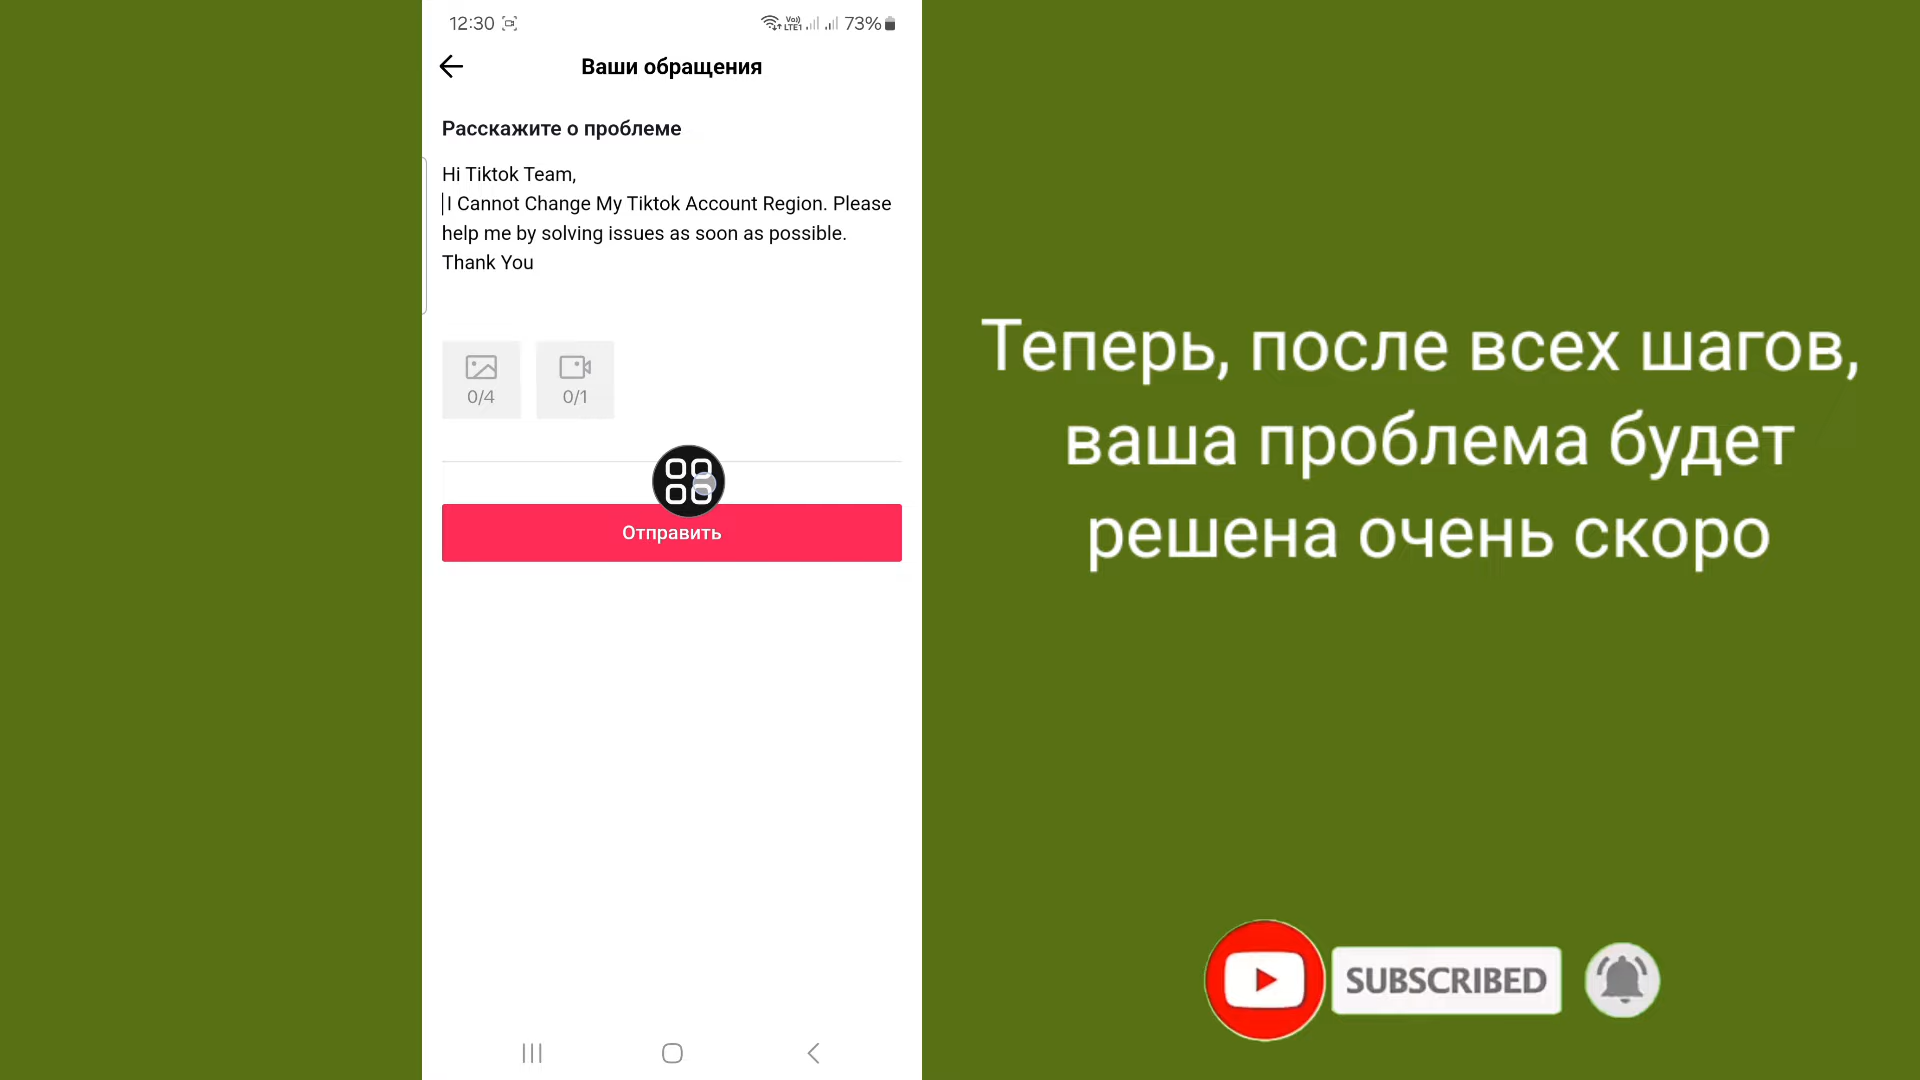 12:30
Vo))
LTE1
73%
Ваши обращения
Расскажите о проблеме
Hi Tiktok Team,
I Cannot Change My Tiktok Account Region. Please
help me by solving issues as soon as possible.
Thank You
0/4
0/1
Отправить
Теперь, после всех шагов,
ваша проблема будет
решена очень скоро
SUBSCRIBED